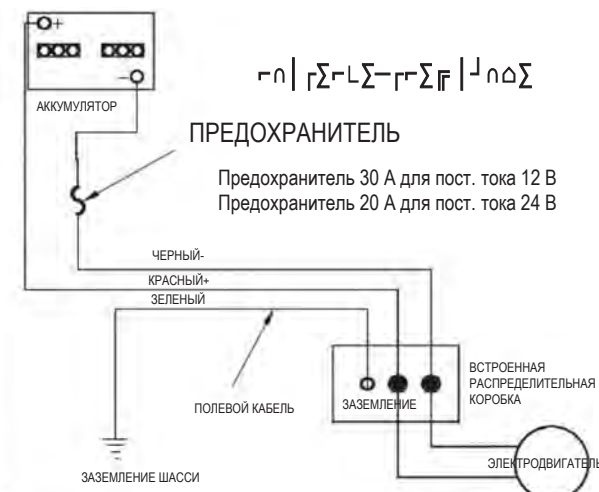 +
-
АККУМУЛЯТОР
ПРЕДОХРАНИТЕЛЬ
Предохранитель 30 А для пост. тока 12 В
Предохранитель 20 А для пост. тока 24 В
ЧЕРНЫЙ-
КРАСНЫЙ+
ЗЕЛЕНЫЙ
ПОЛЕВОЙ КАБЕЛЬ
ЗАЗЕМЛЕНИЕ
ВСТРОЕННАЯ
РАСПРЕДЕЛИТЕЛЬНАЯ
КОРОБКА
ЭЛЕКТРОДВИГАТЕЛЬ
ЗАЗЕМЛЕНИЕ ШАССИ